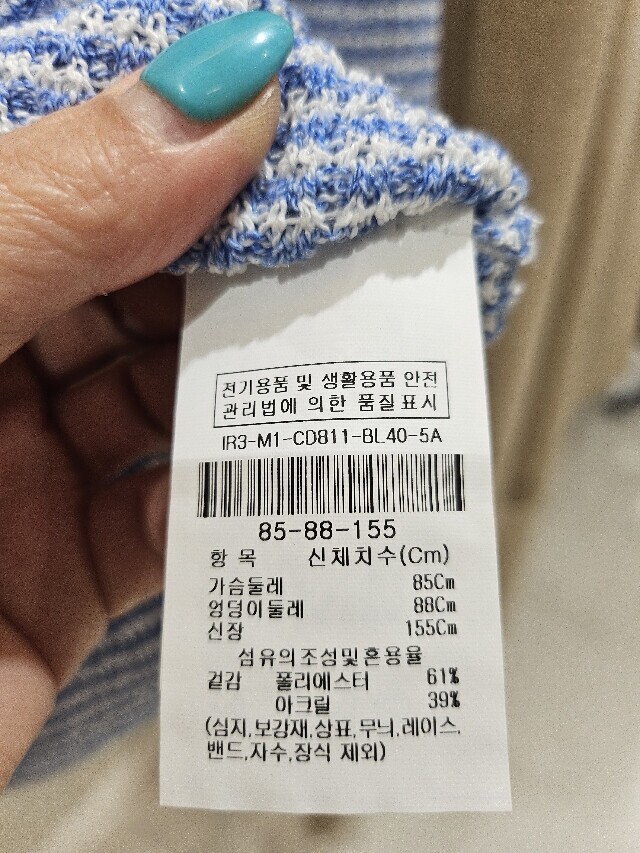 전기용품 및 생활용품 안전
관리법에 의한 품질표시
IR3-M1-CD811-BL40-5A
85-88-155
항 목 신체치수(Cm)
가슴둘레 85Cm
엉덩이둘레 88Cm
신장 155Cm
섬유의조성및혼용율
겉감 폴리에스터 61%
아크릴 39%
(심지,보강재,상표,무늬,레이스,
밴드,자수,장식 제외)